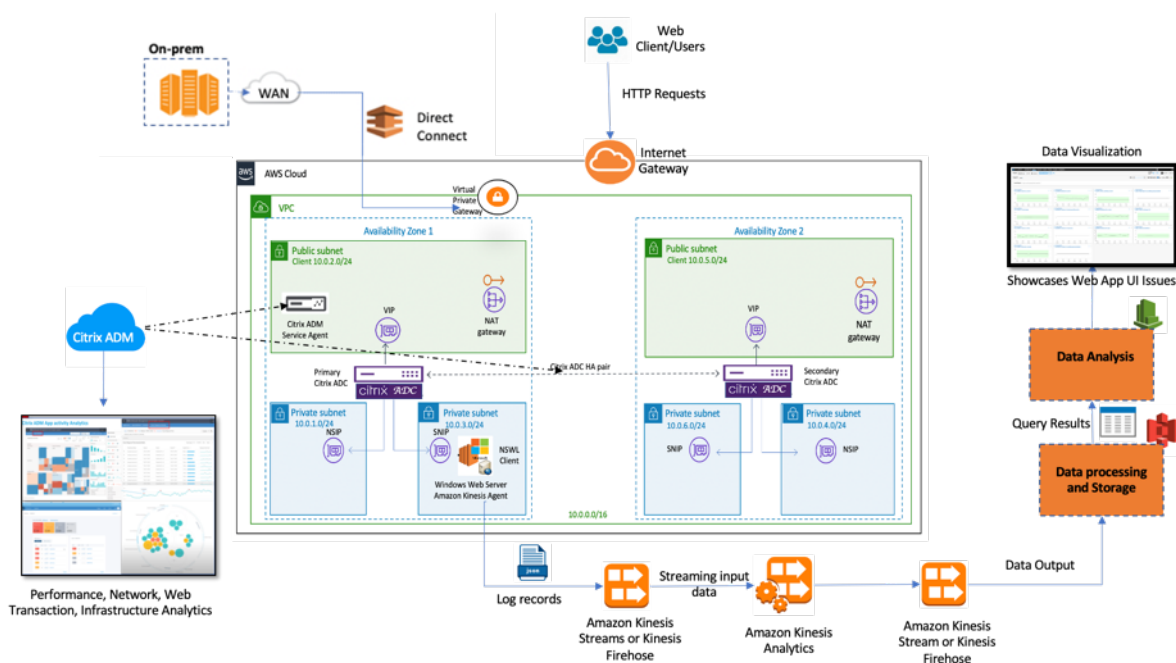 On-prem
WAN
Direct
Connect
Web
Client/Users
HTTP Requests
Internet
Gateway
aws
AWS Cloud
Virtual
Private
Gateway
VPC
Availability Zone 1
Public subnet
Client 10.0.2.0/24
Citrix ADM
Service Agent
VIP
NAT
gateway
Primary
Citrix ADC
citrix ADC
Citrix ADC HA pair
Private subnet
10.0.1.0/24
NSIP
Private subnet
10.0.3.0/24
SNIP
NSWL
Client
Windows Web Server
Amazon Kinesis Agent
Availability Zone 2
Public subnet
Client 10.0.5.0/24
VIP
NAT
gateway
Secondary
Citrix ADC
citrix ADC
Private subnet
10.0.6.0/24
SNIP
Private subnet
10.0.4.0/24
NSIP
10.0.0.0/16
Citrix ADM
Citrix ADM App activity Analytics
Performance, Network, Web
Transaction, Infrastructure Analytics
json
Log records
Amazon Kinesis
Streams or Kinesis
Firehose
Streaming input
data
Amazon Kinesis
Analytics
Amazon Kinesis
Stream or Kinesis
Firehose
Data Output
Data processing
and Storage
Query Results
Data Analysis
Showcases Web App UI Issues
Data Visualization